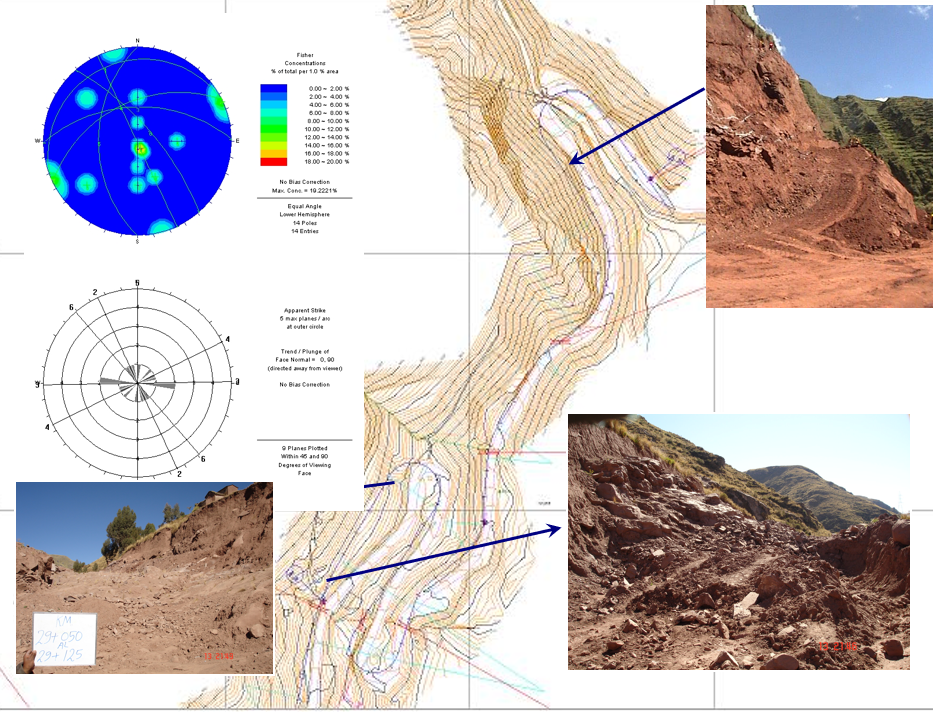 N
Fisher
Concentrations
% of total per 1.0 % area
0.00 ~ 2.00 %
2.00 ~ 4.00 %
4.00 ~ 6.00 %
6.00 ~ 8.00 %
8.00 ~ 10.00 %
10.00 ~ 12.00 %
12.00 ~ 14.00 %
14.00 ~ 16.00 %
16.00 ~ 18.00 %
18.00 ~ 20.00 %
W
E
No Bias Correction
Max. Conc. = 19.2221%
Equal Angle
Lower Hemisphere
14 Poles
14 Entries
S
Apparent Strike
5 max planes / arc
at outer circle
Trend / Plunge of
Face Normal = 0, 90
(directed away from viewer)
No Bias Correction
9 Planes Plotted
Within 45 and 90
Degrees of Viewing
Face
2
6
4
4
6
2
KM
29+050
AL
29+125